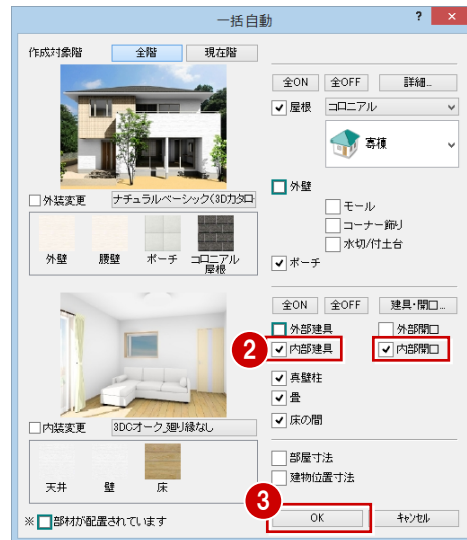 一括自動
?
×
作成対象階
全階
現在階
全ON
全OFF
詳細...
屋根
コロニアル
寄棟
外壁
モール
コーナー飾り
水切/付土台
ポーチ
外装変更
ナチュラルベーシック(3Dカタロ
外壁
腰壁
ポーチ
コロニアル
屋根
全ON
全OFF
建具・開口...
外部建具
外部開口
2
内部建具
内部開口
真壁柱
畳
床の間
内装変更
3DCオーク_廻り縁なし
部屋寸法
建物位置寸法
天井
壁
床
3
※
部材が配置されています
OK
キャンセル